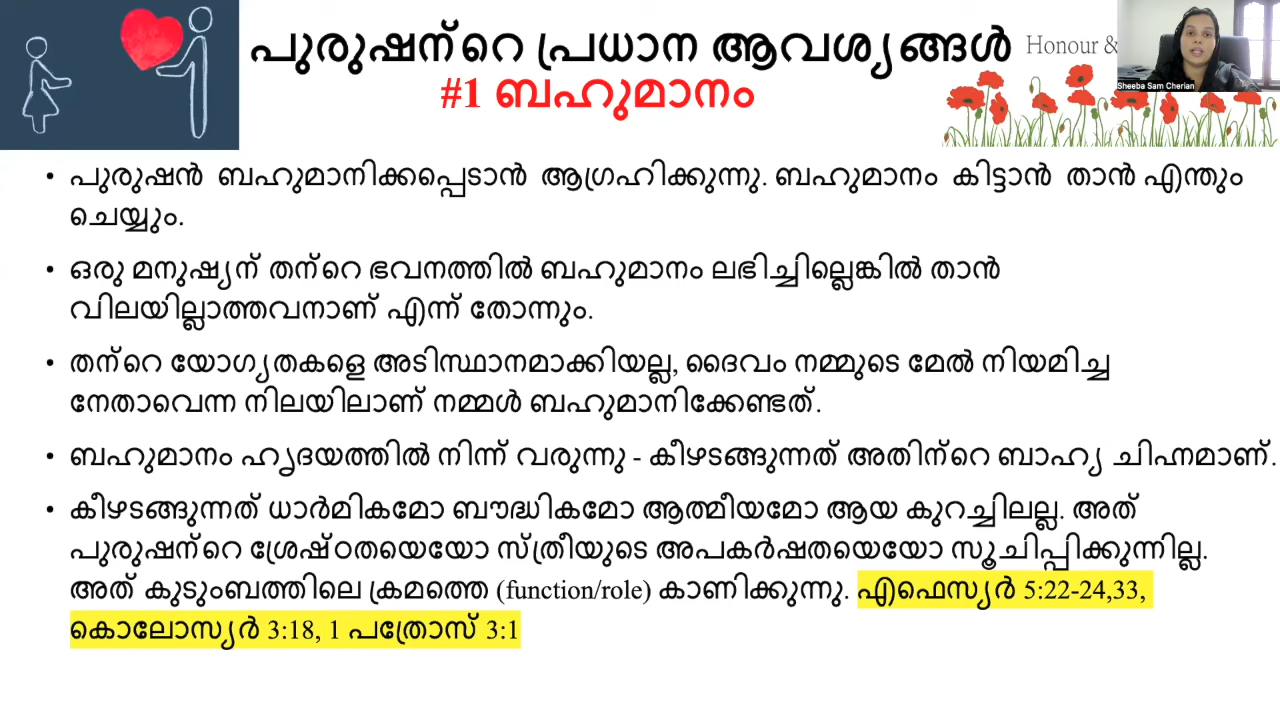 പുരുഷന്റെ പ്രധാന ആവശ്യങ്ങൾ
Honour &
#1 ബഹുമാനം
Sheeba Sam Cherian
• പുരുഷൻ ബഹുമാനിക്കപ്പെടാൻ ആഗ്രഹിക്കുന്നു. ബഹുമാനം കിട്ടാൻ താൻ എന്തും
ചെയ്യും.
• ഒരു മനുഷ്യന് തന്റെ ഭവനത്തിൽ ബഹുമാനം ലഭിച്ചില്ലെങ്കിൽ താൻ
വിലയില്ലാത്തവനാണ് എന്ന് തോന്നും.
• തന്റെ യോഗ്യതകളെ അടിസ്ഥാനമാക്കിയല്ല, ദൈവം നമ്മുടെ മേൽ നിയമിച്ച
നേതാവെന്ന നിലയിലാണ് നമ്മൾ ബഹുമാനിക്കേണ്ടത്.
• ബഹുമാനം ഹൃദയത്തിൽ നിന്ന് വരുന്നു - കീഴടങ്ങുന്നത് അതിന്റെ ബാഹ്യ ചിഹ്നമാണ്.
• കീഴടങ്ങുന്നത് ധാർമികമോ ബൗദ്ധികമോ ആത്മീയമോ ആയ കുറച്ചിലല്ല. അത്
പുരുഷന്റെ ശ്രേഷ്ഠതയെയോ സ്ത്രീയുടെ അപകർഷതയെയോ സൂചിപ്പിക്കുന്നില്ല.
അത് കുടുംബത്തിലെ ക്രമത്തെ (function/role) കാണിക്കുന്നു. എഫെസ്യർ 5:22-24,33,
കൊലോസ്യർ 3:18, 1 പത്രോസ് 3:1